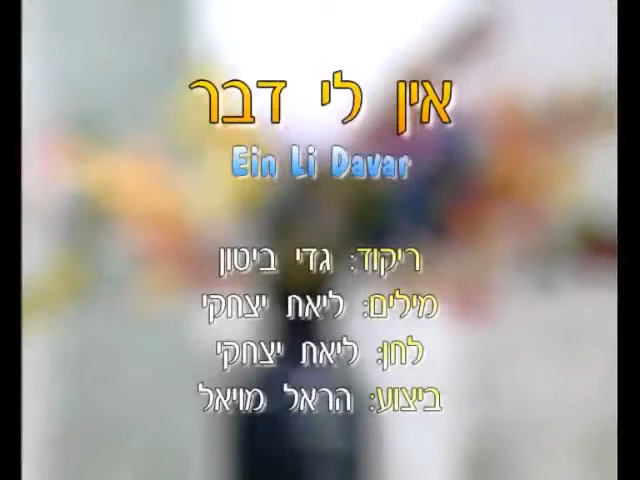 אין לי דבר
Ein Li Davar
ריקוד: גדי ביטון
מילים: ליאת יצחקי
לחן: ליאת יצחקי
ביצוע: הראל מויאל